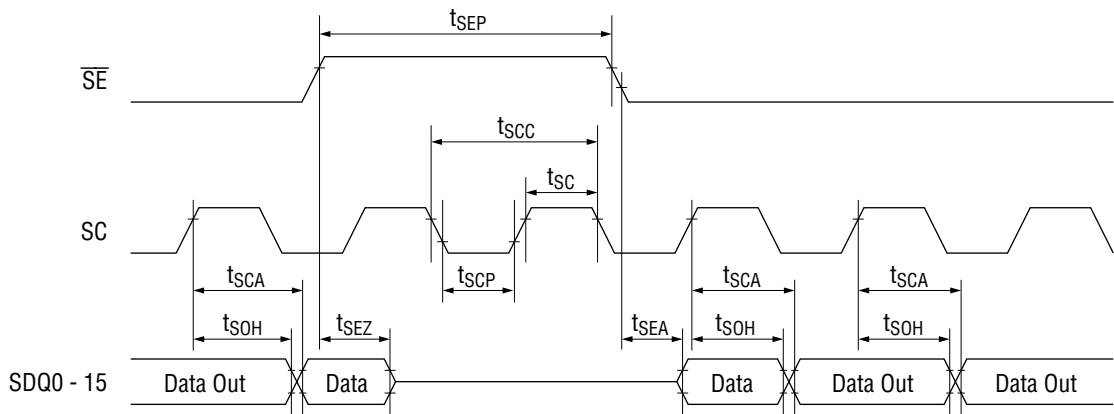 tSEP
SE
tSCC
tSC
SC
tSCA
tSCP
tSCA
tSCA
tSOH
tSEZ
tSEA
tSOH
tSOH
SDQ0 - 15
Data Out
Data
Data
Data Out
Data Out